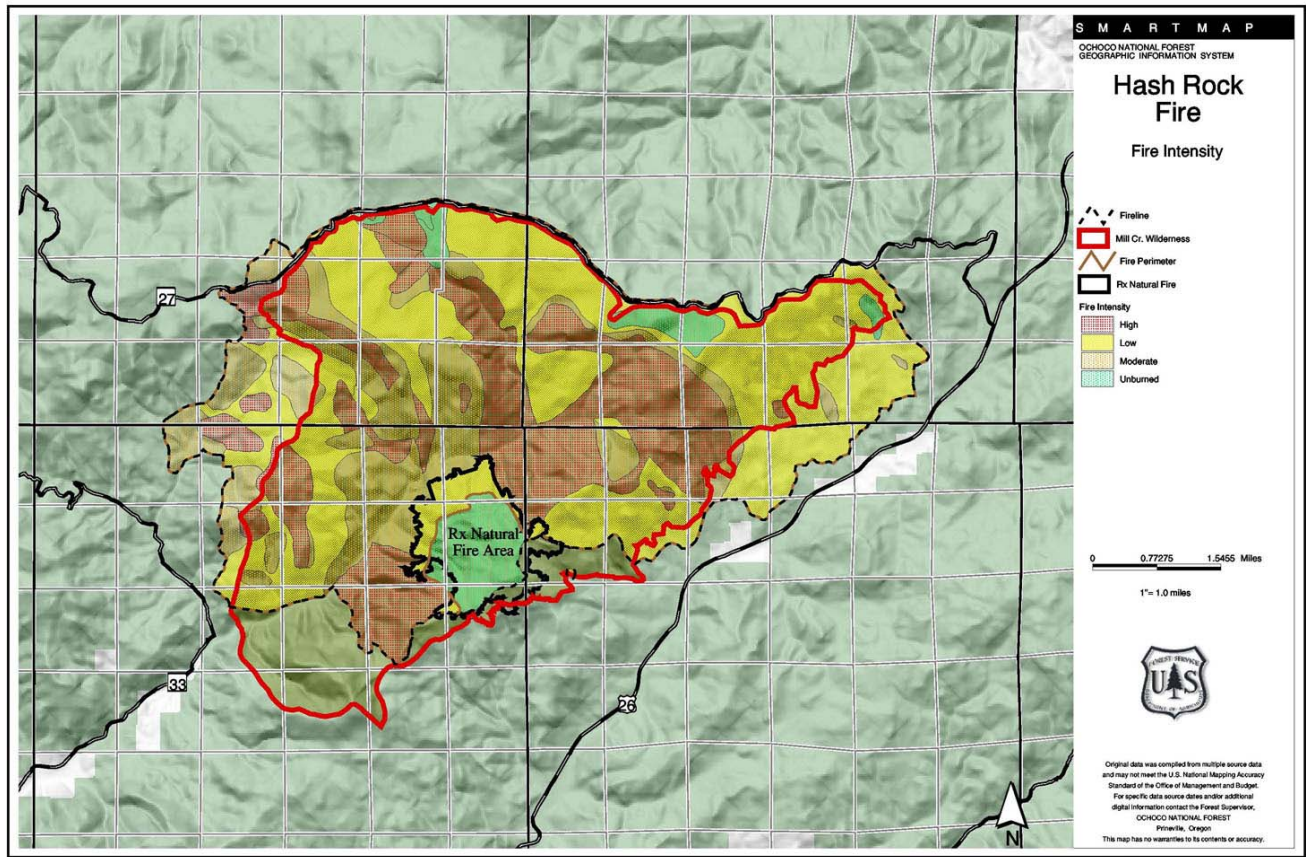 S M A R T M A P
OCHOCO NATIONAL FOREST
GEOGRAPHIC INFORMATION SYSTEM
Hash Rock
Fire
Fire Intensity
Fireline
Mill Cr. Wilderness
Fire Perimeter
Rx Natural Fire
Fire Intensity
High
Low
Moderate
Unburned
27
Rx Natural
Fire Area
33
26
0 0.77275 1.5455 Miles
1"= 1.0 miles
FOREST SERVICE
U S
DEPARTMENT OF AGRICULTURE
Original data was compiled from multiple source data
and may not meet the U.S. National Mapping Accuracy
Standard of the Office of Management and Budget.
For specific data source dates and/or additional
digital information contact the Forest Supervisor,
OCHOCO NATIONAL FOREST
Prineville, Oregon
This map has no warranties to its contents or accuracy.
N